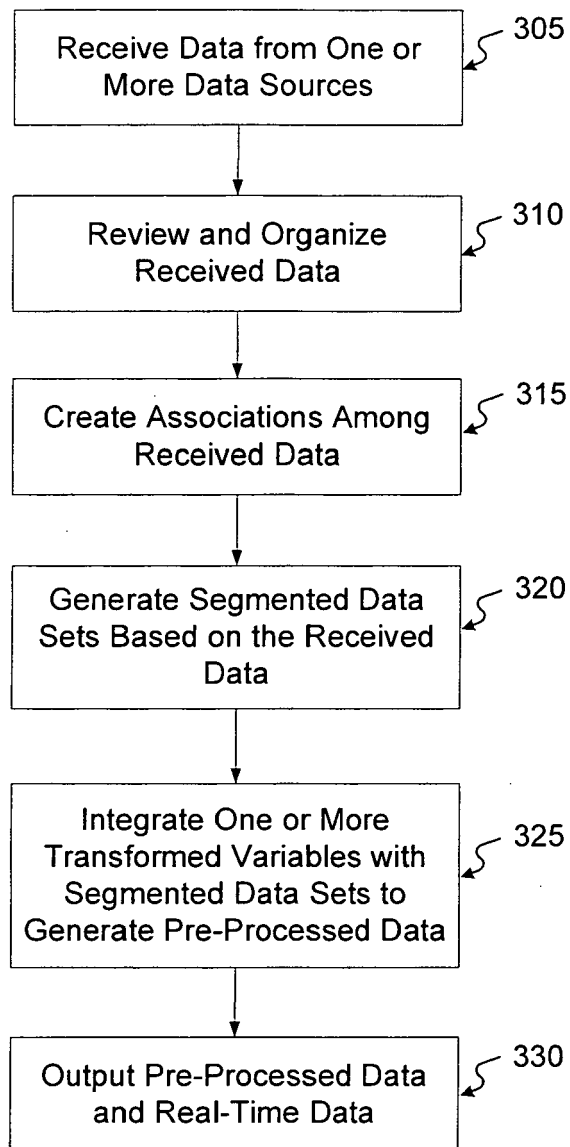 Receive Data from One or
More Data Sources
305
Review and Organize
Received Data
310
Create Associations Among
Received Data
315
Generate Segmented Data
Sets Based on the Received
Data
320
Integrate One or More
Transformed Variables with
Segmented Data Sets to
Generate Pre-Processed Data
325
Output Pre-Processed Data
and Real-Time Data
330